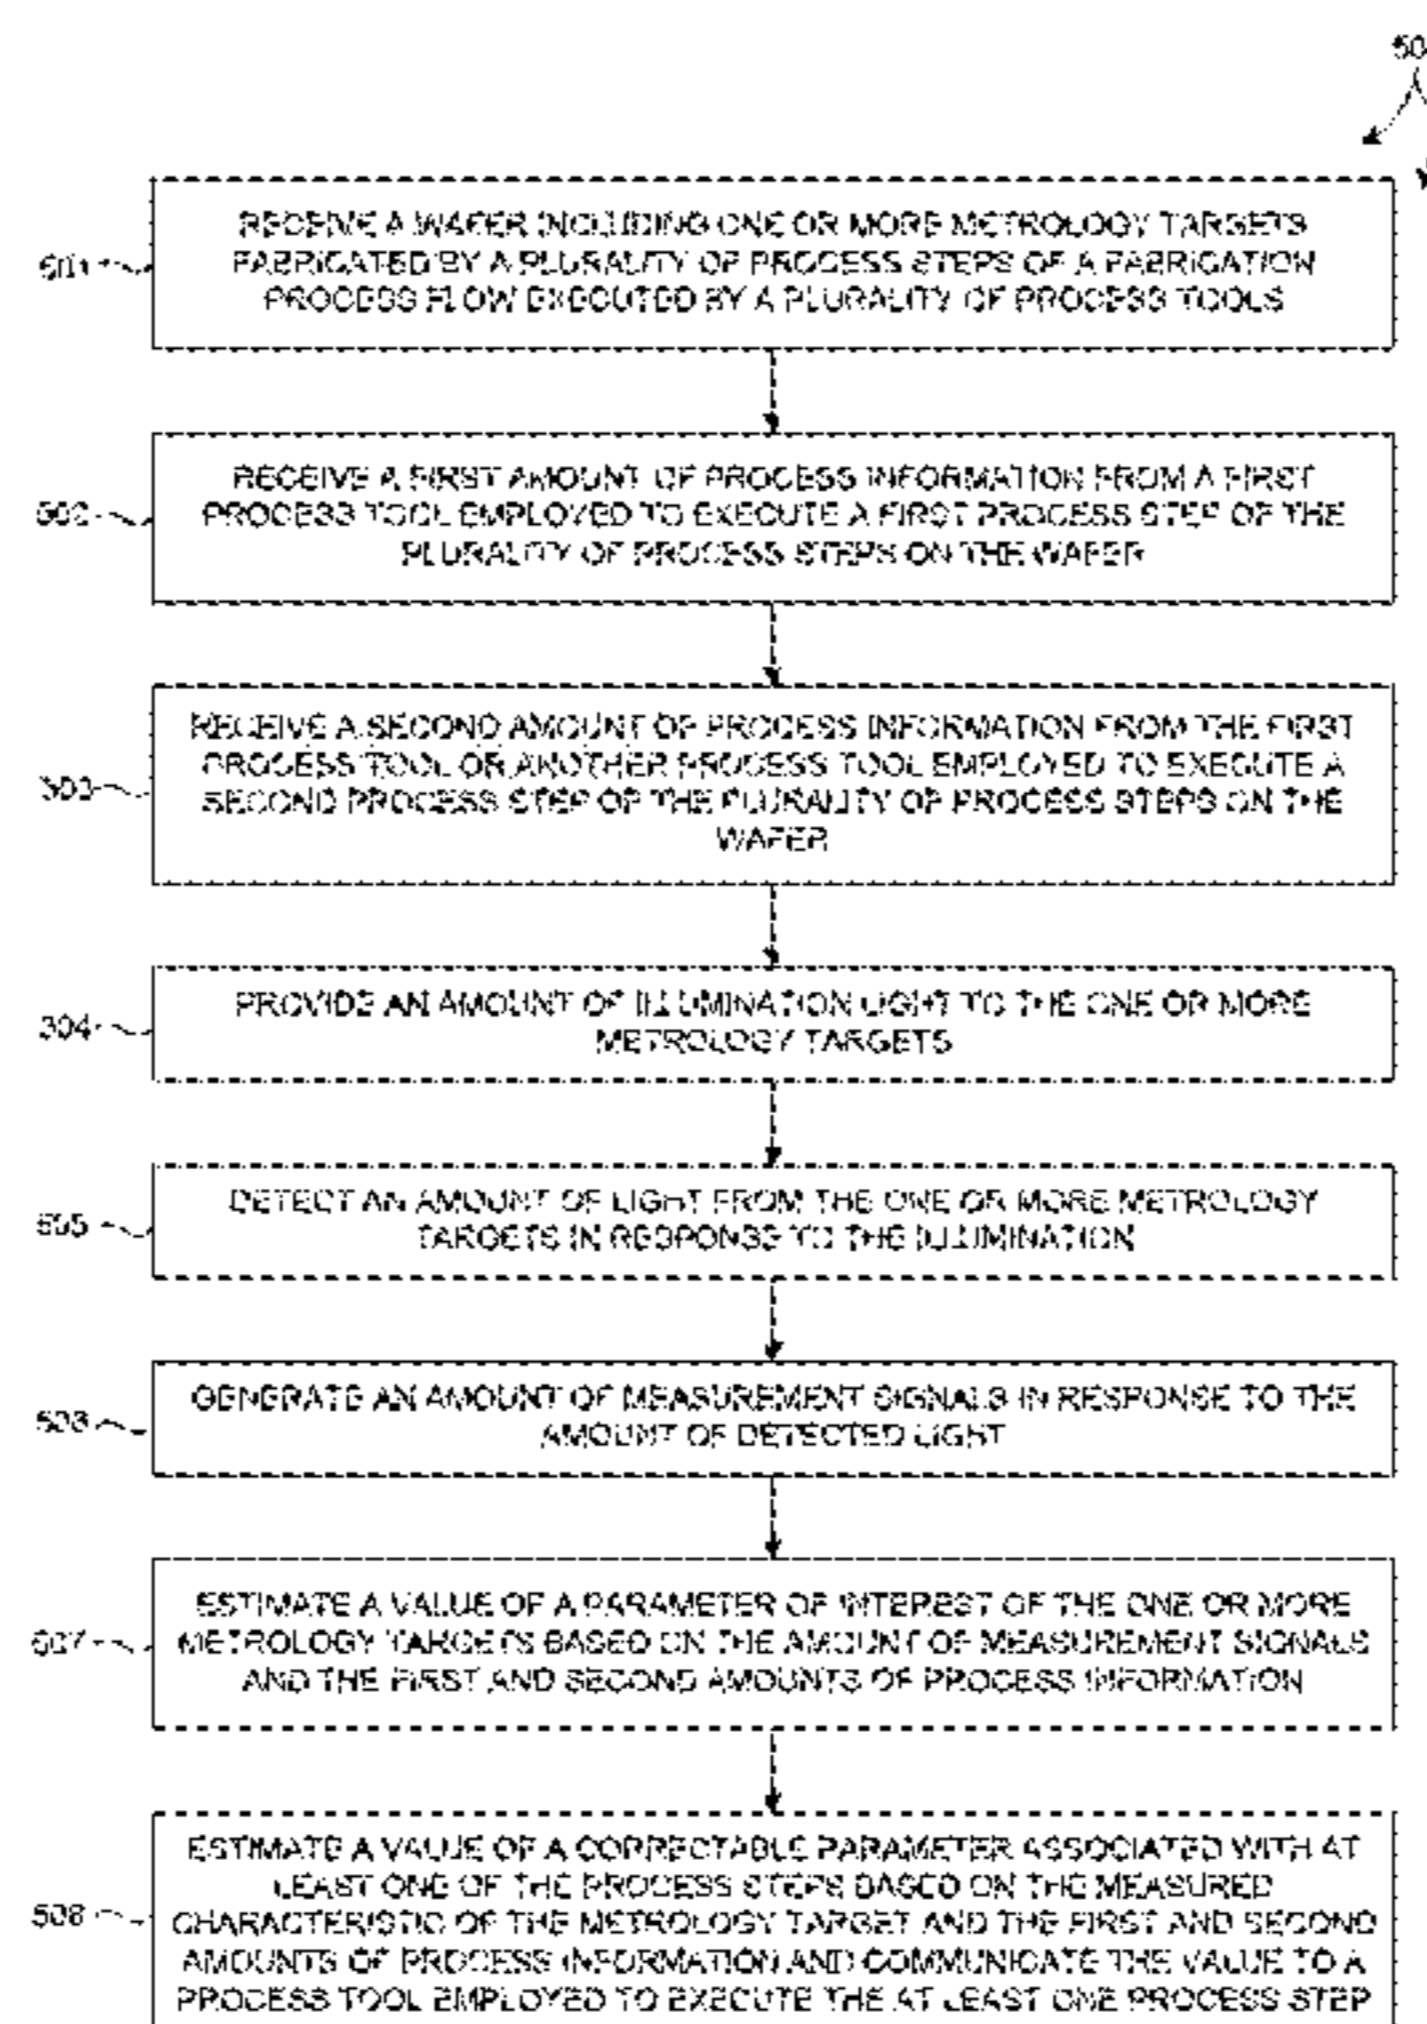 501
RECEIVE A WAFER INCLUDING ONE OR MORE METROLOGY TARGETS
FABRICATED BY A PLURALITY OF PROCESS STEPS OF A FABRICATION
PROCESS FLOW EXECUTED BY A PLURALITY OF PROCESS TOOLS
502
RECEIVE A FIRST AMOUNT OF PROCESS INFORMATION FROM A FIRST
PROCESS TOOL EMPLOYED TO EXECUTE A FIRST PROCESS STEP OF THE
PLURALITY OF PROCESS STEPS ON THE WAFER
503
RECEIVE A SECOND AMOUNT OF PROCESS INFORMATION FROM THE FIRST
PROCESS TOOL OR ANOTHER PROCESS TOOL EMPLOYED TO EXECUTE A
SECOND PROCESS STEP OF THE PLURALITY OF PROCESS STEPS ON THE
WAFER
504
PROVIDE AN AMOUNT OF ILLUMINATION LIGHT TO THE ONE OR MORE
METROLOGY TARGETS
505
DETECT AN AMOUNT OF LIGHT FROM THE ONE OR MORE METROLOGY
TARGETS IN RESPONSE TO THE ILLUMINATION
506
GENERATE AN AMOUNT OF MEASUREMENT SIGNALS IN RESPONSE TO THE
AMOUNT OF DETECTED LIGHT
507
ESTIMATE A VALUE OF A PARAMETER OF INTEREST OF THE ONE OR MORE
METROLOGY TARGETS BASED ON THE AMOUNT OF MEASUREMENT SIGNALS
AND THE FIRST AND SECOND AMOUNTS OF PROCESS INFORMATION
508
ESTIMATE A VALUE OF A CORRECTABLE PARAMETER ASSOCIATED WITH AT
LEAST ONE OF THE PROCESS STEPS BASED ON THE MEASURED
CHARACTERISTIC OF THE METROLOGY TARGET AND THE FIRST AND SECOND
AMOUNTS OF PROCESS INFORMATION AND COMMUNICATE THE VALUE TO A
PROCESS TOOL EMPLOYED TO EXECUTE THE AT LEAST ONE PROCESS STEP